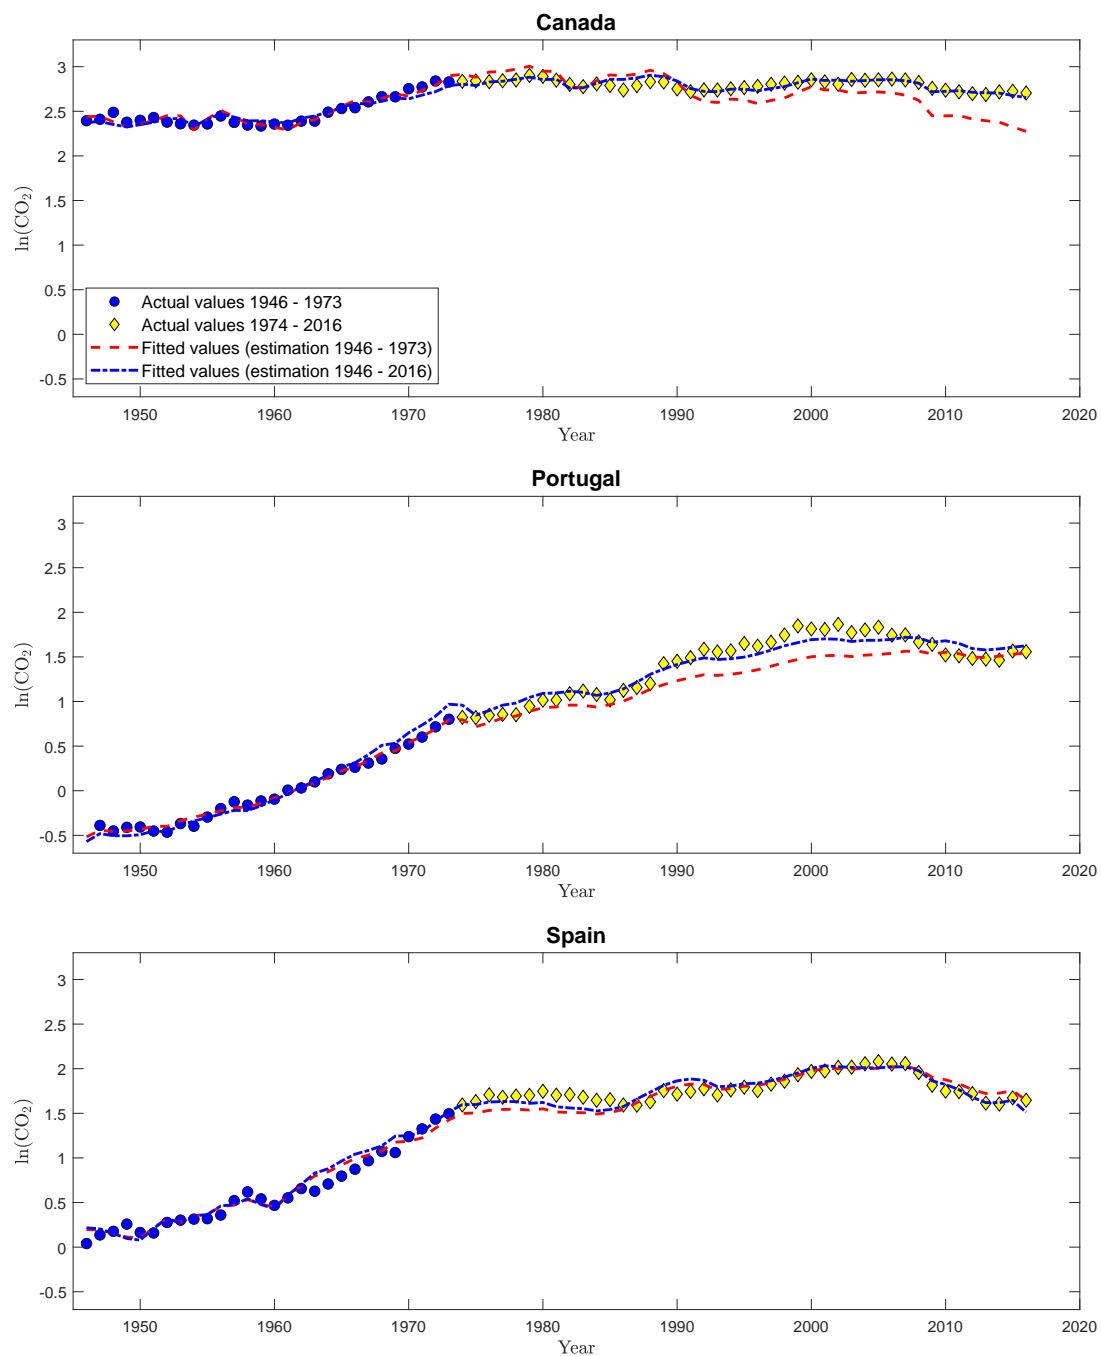 Canada
3
2.5
2
1.5
1
0.5
0
-0.5
ln(CO2)
Actual values 1946 - 1973
Actual values 1974 - 2016
Fitted values (estimation 1946 - 1973)
Fitted values (estimation 1946 - 2016)
1950 1960 1970 1980 1990 2000 2010 2020
Year
Portugal
3
2.5
2
1.5
1
0.5
0
-0.5
ln(CO2)
1950 1960 1970 1980 1990 2000 2010 2020
Year
Spain
3
2.5
2
1.5
1
0.5
0
-0.5
ln(CO2)
1950 1960 1970 1980 1990 2000 2010 2020
Year